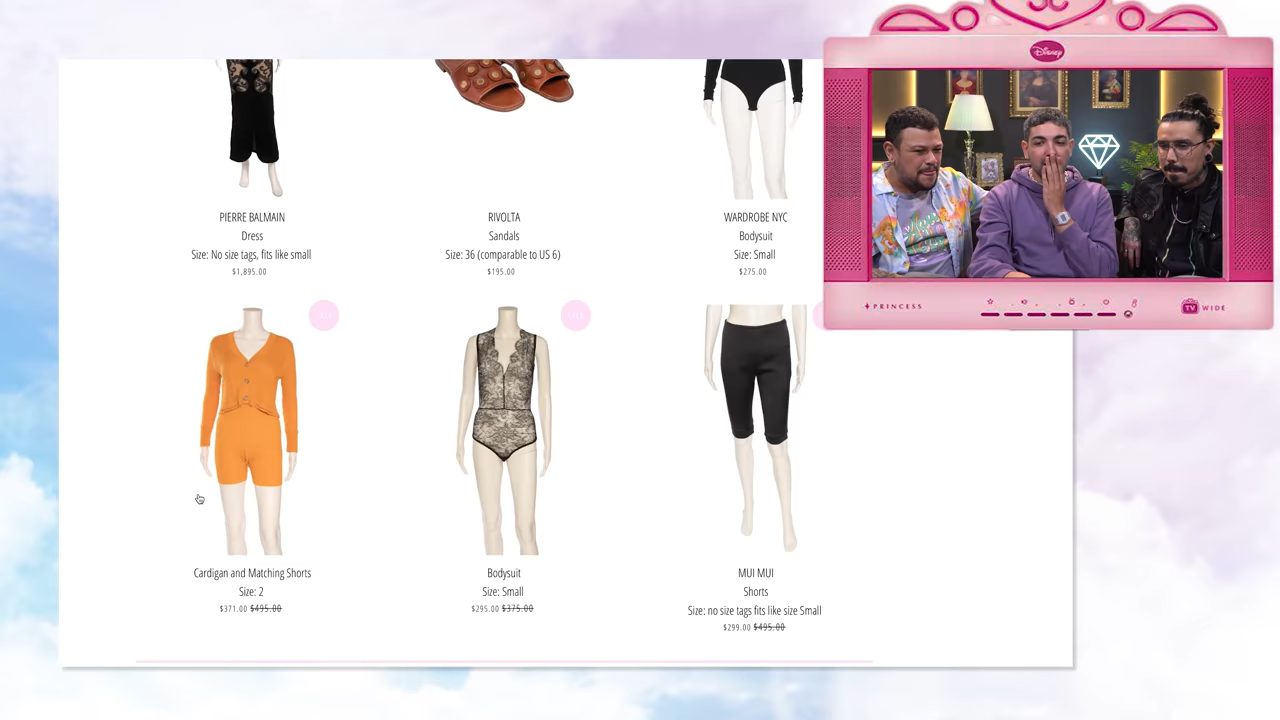 Disney
PIERRE BALMAIN
Dress
Size: No size tags, fits like small
$1,895.00
RIVOLTA
Sandals
Size: 36 (comparable to US 6)
$195.00
WARDROBE NYC
Bodysuit
Size: Small
$275.00
PRINCESS
TV WIDE
Cardigan and Matching Shorts
Size: 2
$371.00 $495.00
Bodysuit
Size: Small
$295.00 $375.00
MUI MUI
Shorts
Size: no size tags fits like size Small
$299.00 $495.00